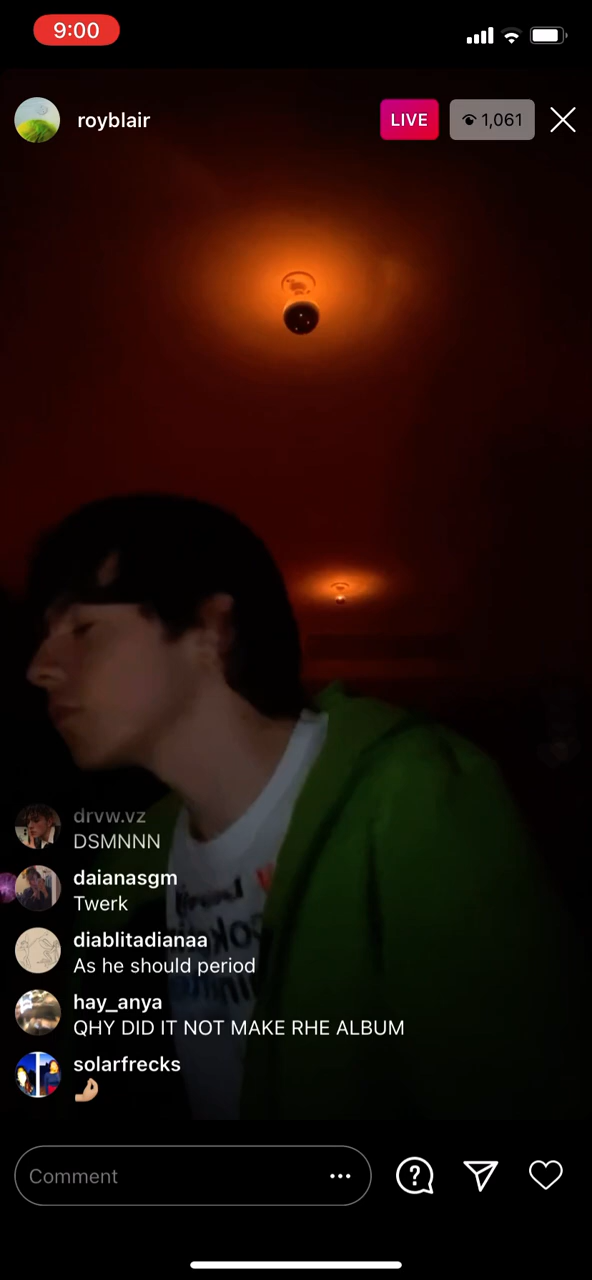 9:00
royblair
LIVE
1,061
drvw.vz
DSMNNN
daianasgm
Twerk
diablitadianaa
As he should period
hay_anya
QHY DID IT NOT MAKE RHE ALBUM
solarfrecks
🤌🏼
Comment